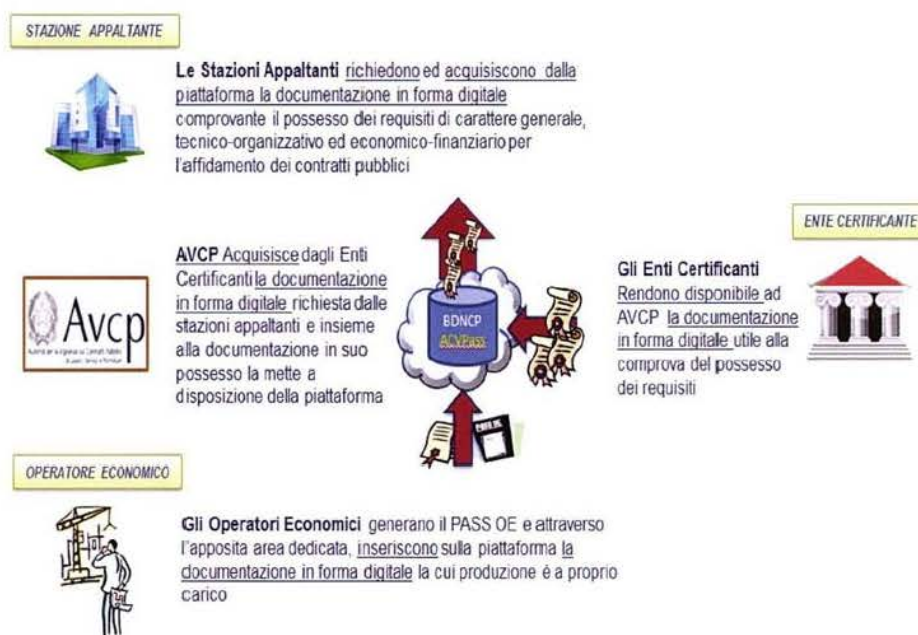 STAZIONE APPALTANTE
Le Stazioni Appaltanti richiedono ed acquisiscono dalla
piattaforma la documentazione in forma digitale
comprovante il possesso dei requisiti di carattere generale,
tecnico-organizzativo ed economico-finanziario per
l'affidamento dei contratti pubblici
ENTE CERTIFICANTE
AVCP Acquisisce dagli Enti
Certificanti la documentazione
in forma digitale richiesta dalle
stazioni appaltanti e insieme
alla documentazione in suo
possesso la mette a
disposizione della piattaforma
Avcp
BDNCP
ACVPass
Gli Enti Certificanti
Rendono disponibile ad
AVCP la documentazione
in forma digitale utile alla
comprova del possesso
dei requisiti
OPERATORE ECONOMICO
Gli Operatori Economici generano il PASS OE e attraverso
l'apposita area dedicata, inseriscono sulla piattaforma la
documentazione in forma digitale la cui produzione é a proprio
carico